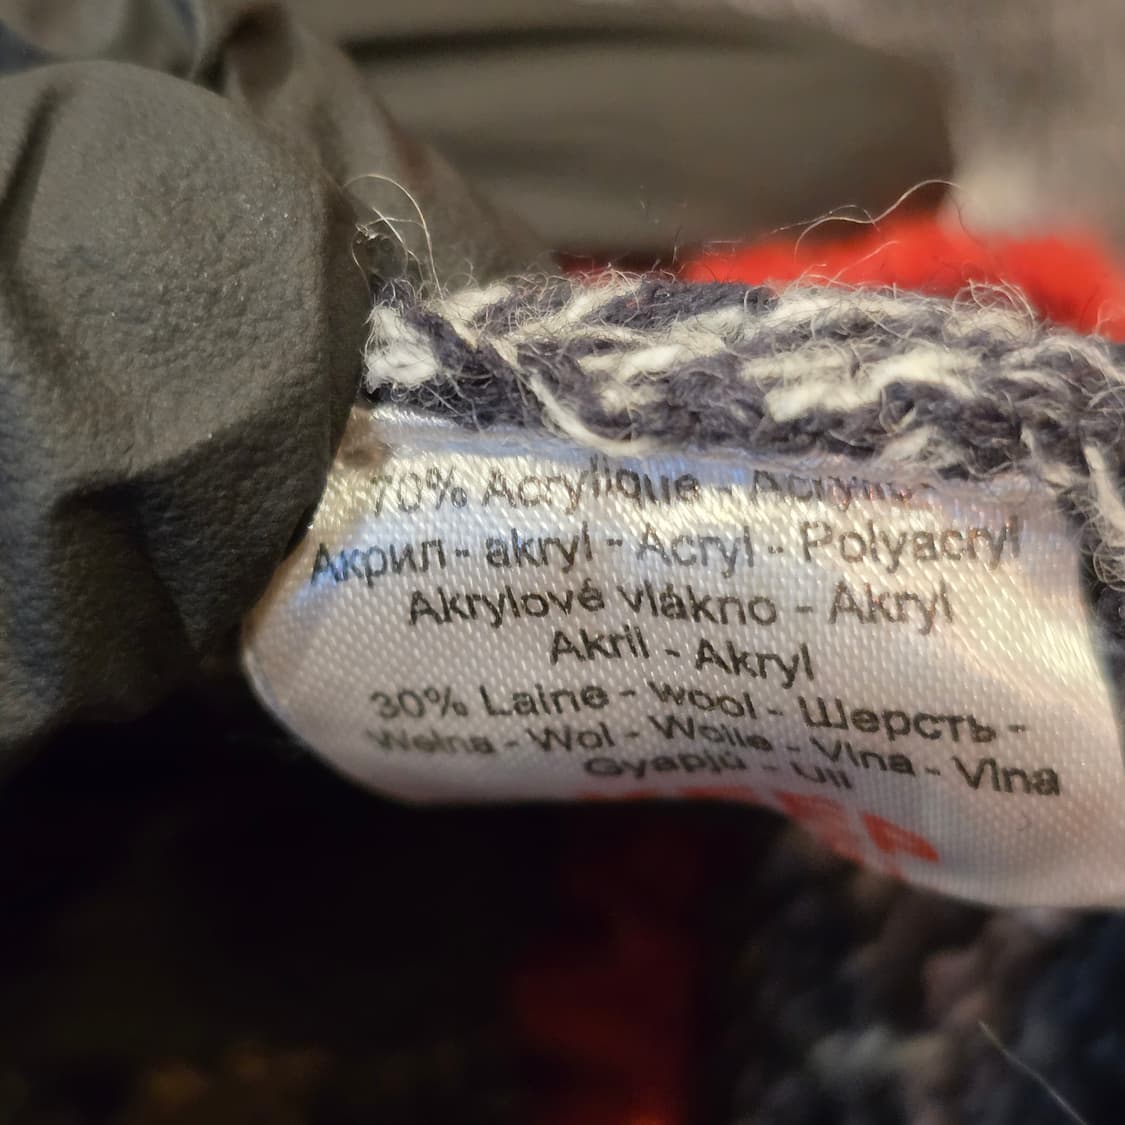 70% Acrylique - Acrylic
Акрил - akryl - Acryl - Polyacryl
Akrylové vlákno - Akryl
Akril - Akryl
30% Laine - wool - Шерсть -
Wełna - Wol - Wolle - Vlna - Vlna
Gyapjú - Ull